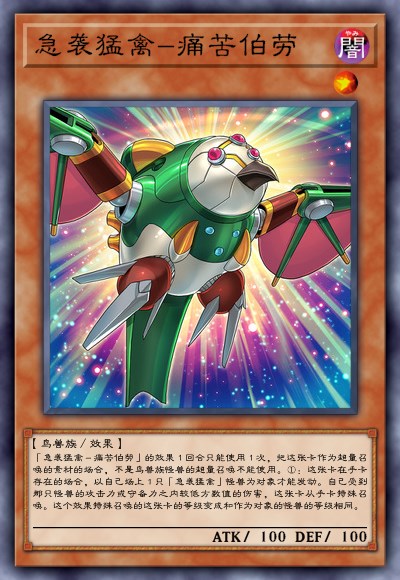 急袭猛禽－痛苦伯劳
やみ
闇
【鸟兽族／效果】
「急袭猛禽－痛苦伯劳」的效果１回合只能使用１次，把这张卡作为超量召
唤的素材的场合，不是鸟兽族怪兽的超量召唤不能使用。①：这张卡在手卡
存在的场合，以自己场上１只「急袭猛禽」怪兽为对象才能发动。自己受到
那只怪兽的攻击力或守备力之内较低方数值的伤害，这张卡从手卡特殊召
唤。这个效果特殊召唤的这张卡的等级变成和作为对象的怪兽的等级相同。
ATK/ 100 DEF/ 100